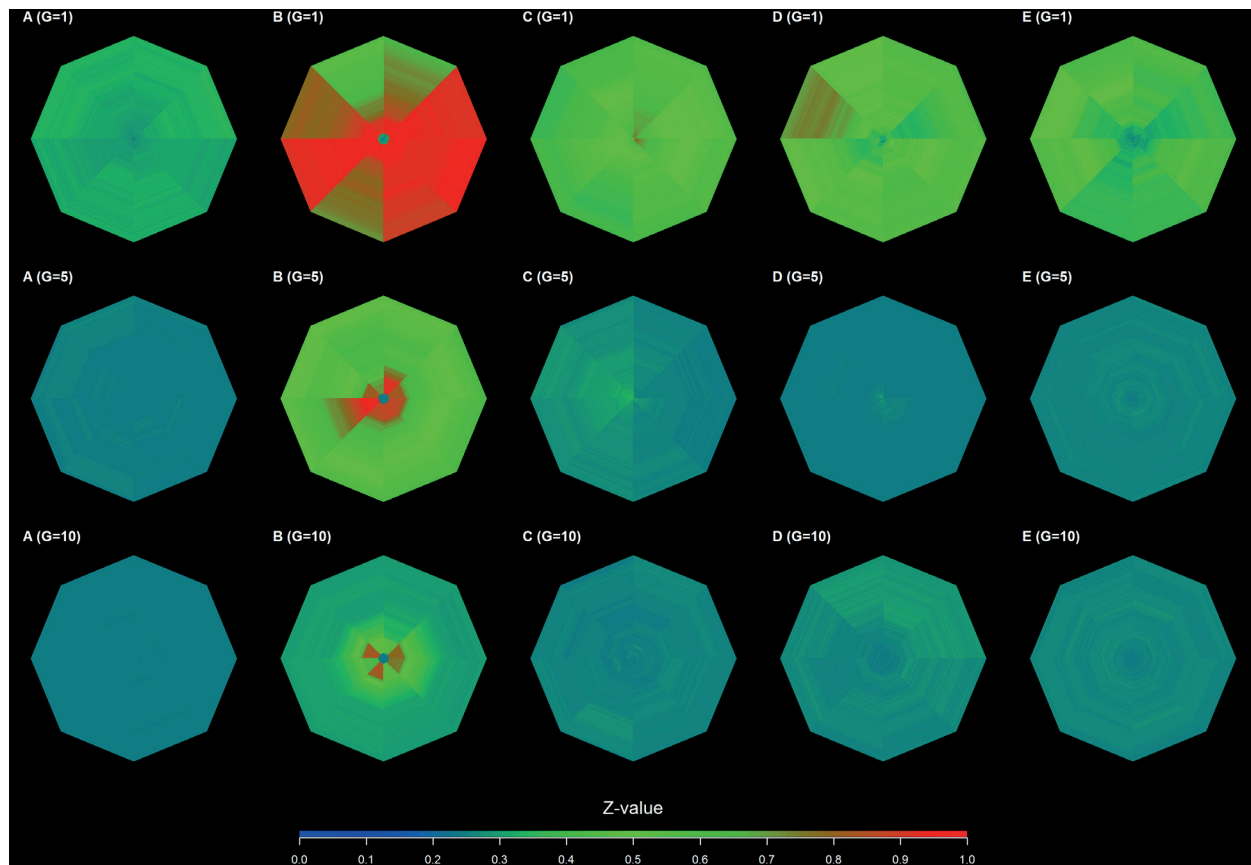 A (G=1) B (G=1) C (G=1) D (G=1) E (G=1)
A (G=5) B (G=5) C (G=5) D (G=5) E (G=5)
A (G=10) B (G=10) C (G=10) D (G=10) E (G=10)
Z-value
0.0 0.1 0.2 0.3 0.4 0.5 0.6 0.7 0.8 0.9 1.0